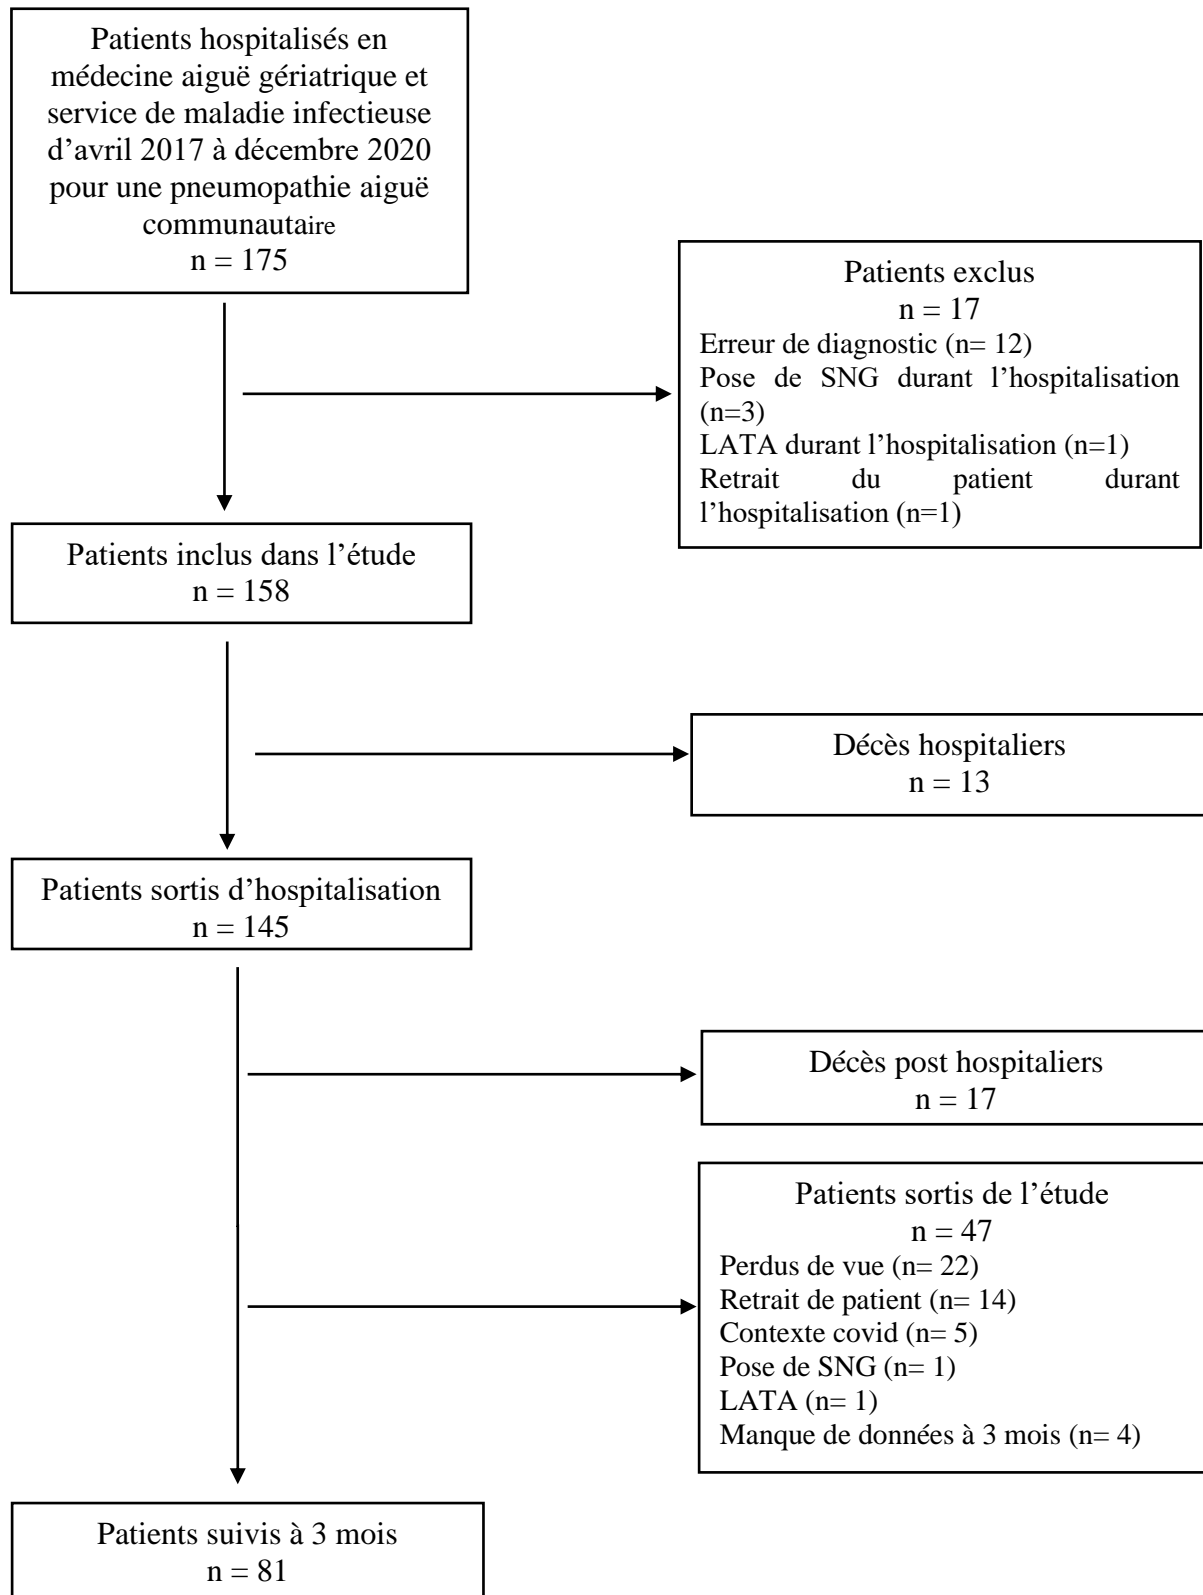 Patients hospitalisés en
médecine aiguë gériatrique et
service de maladie infectieuse
d’avril 2017 à décembre 2020
pour une pneumopathie aiguë
communautaire
n = 175
Patients exclus
n = 17
Erreur de diagnostic (n= 12)
Pose de SNG durant l’hospitalisation
(n=3)
LATA durant l’hospitalisation (n=1)
Retrait du patient durant
l’hospitalisation (n=1)
Patients inclus dans l’étude
n = 158
Décès hospitaliers
n = 13
Patients sortis d’hospitalisation
n = 145
Décès post hospitaliers
n = 17
Patients sortis de l’étude
n = 47
Perdus de vue (n= 22)
Retrait de patient (n= 14)
Contexte covid (n= 5)
Pose de SNG (n= 1)
LATA (n= 1)
Manque de données à 3 mois (n= 4)
Patients suivis à 3 mois
n = 81